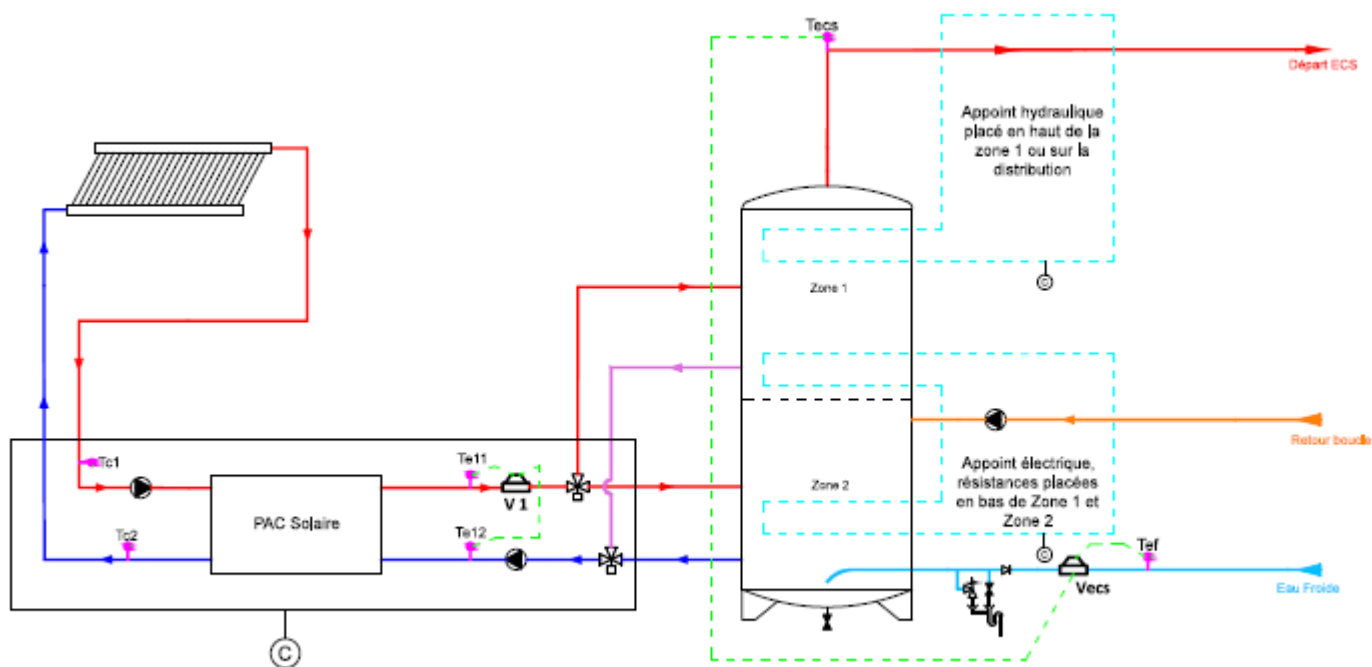 Tecs
Départ ECS
Appoint hydraulique
placé en haut de la
zone 1 ou sur la
distribution
C
Zone 1
Retour boucle
Tc1
Te11
V 1
PAC Solaire
Zone 2
Appoint électrique,
résistances placées
en bas de Zone 1 et
Zone 2
C
Tc2
Te12
Tef
Vecs
Eau Froide
C